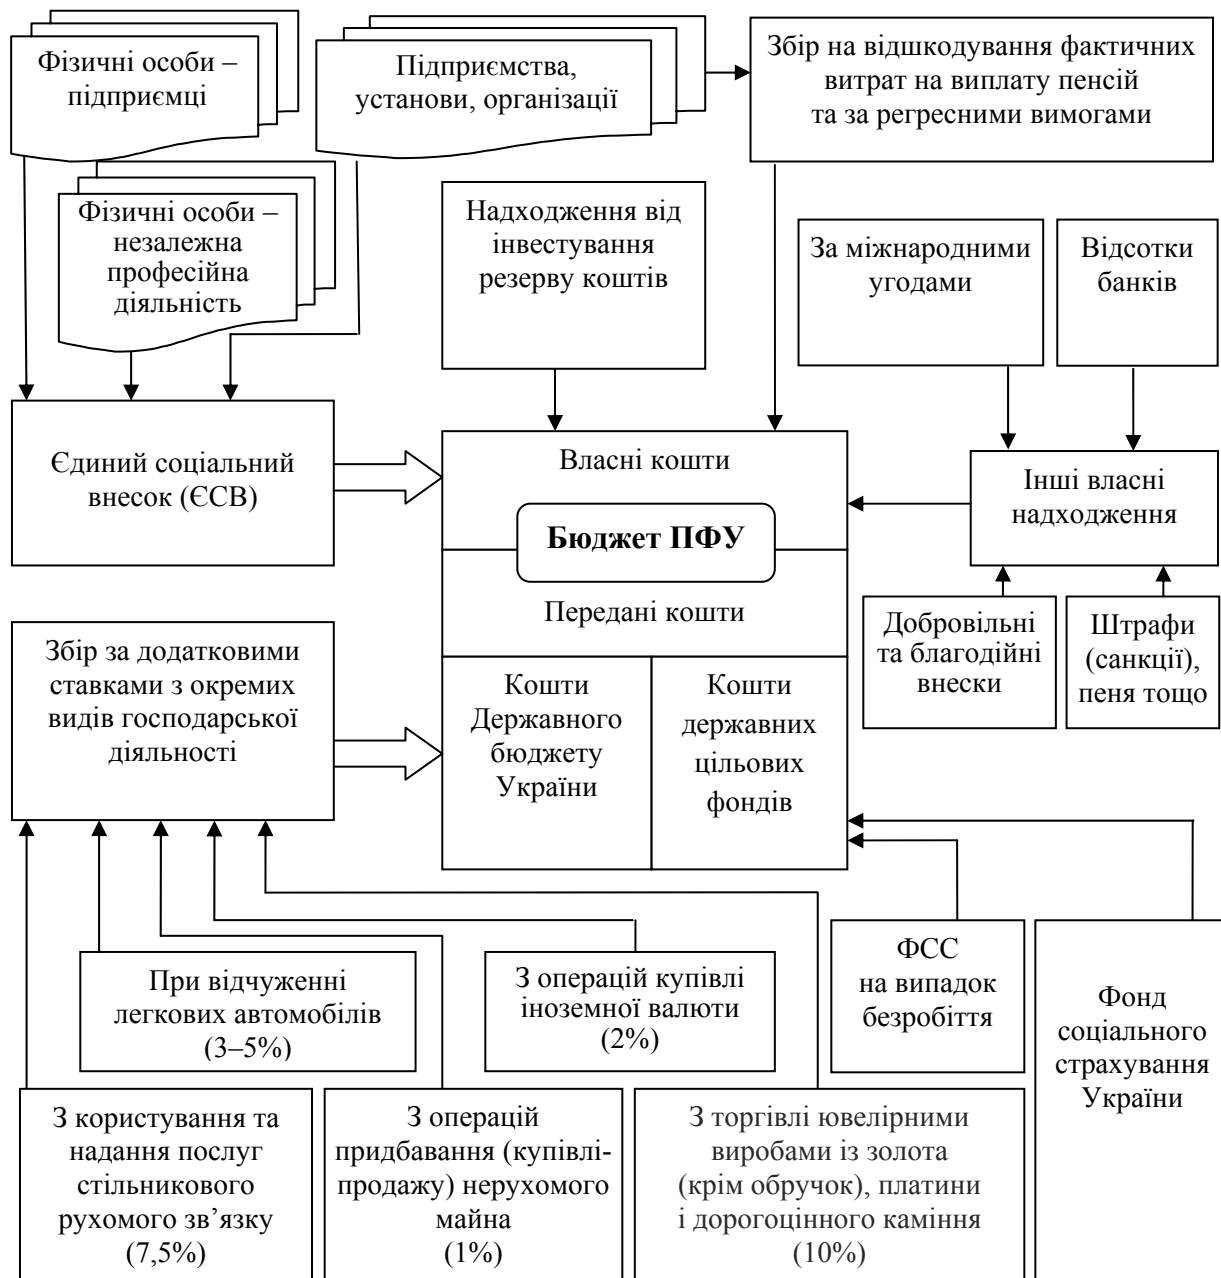 Фізичні особи –
підприємці
Підприємства,
установи, організації
Збір на відшкодування фактичних
витрат на виплату пенсій
та за регресними вимогами
Фізичні особи –
незалежна
професійна
діяльність
Надходження від
інвестування
резерву коштів
За міжнародними
угодами
Відсотки
банків
Єдиний соціальний
внесок (ЄСВ)
Власні кошти
Бюджет ПФУ
Передані кошти
Інші власні
надходження
Добровільні
та благодійні
внески
Штрафи
(санкції),
пеня тощо
Збір за додатковими
ставками з окремих
видів господарської
діяльності
Кошти
Державного
бюджету
України
Кошти
державних
цільових
фондів
При відчуженні
легкових автомобілів
(3–5%)
З операцій купівлі
іноземної валюти
(2%)
ФСС
на випадок
безробіття
Фонд
соціального
страхування
України
З користування та
надання послуг
стільникового
рухомого зв’язку
(7,5%)
З операцій
придбавання (купівлі-
продажу) нерухомого
майна
(1%)
З торгівлі ювелірними
виробами із золота
(крім обручок), платини
і дорогоцінного каміння
(10%)